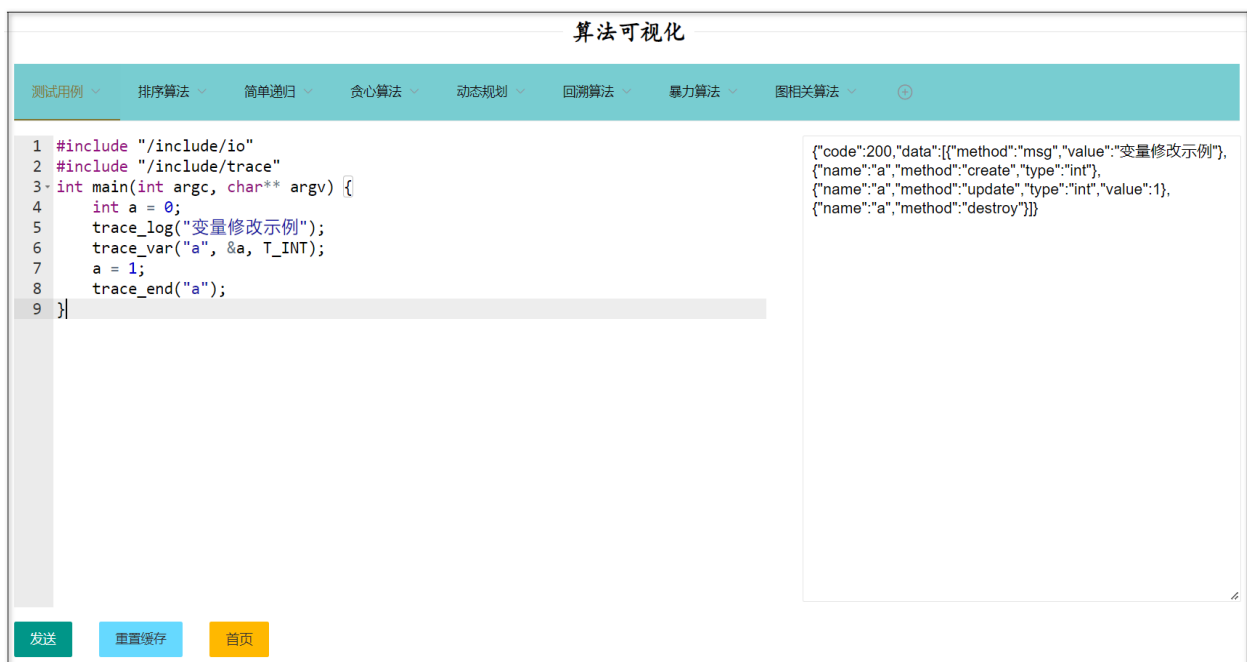 算法可视化
测试用例 排序算法 简单递归 贪心算法 动态规划 回溯算法 暴力算法 图相关算法
1 #include "/include/io"
2 #include "/include/trace"
3 int main(int argc, char** argv) {
4     int a = 0;
5     trace_log("变量修改示例");
6     trace_var("a", &a, T_INT);
7     a = 1;
8     trace_end("a");
9 }
{"code":200,"data":[{"method":"msg","value":"变量修改示例"},
{"name":"a","method":"create","type":"int"},
{"name":"a","method":"update","type":"int","value":1},
{"name":"a","method":"destroy"}]}
发送 重置缓存 首页